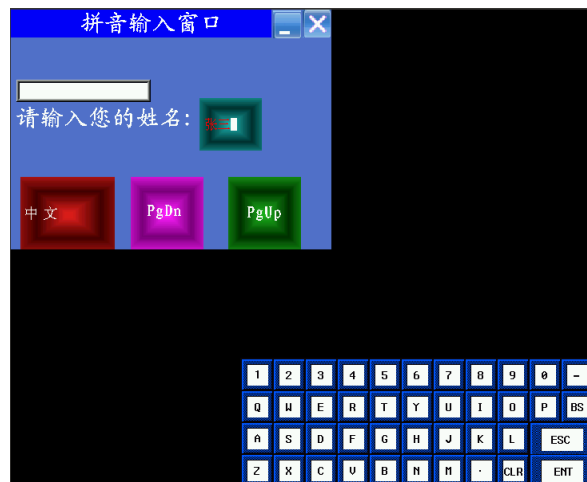 拼音输入窗口
请输入您的姓名:
张三
中文 PgDn PgUp
1 2 3 4 5 6 7 8 9 0 -
Q W E R T Y U I O P BS
A S D F G H J K L ESC
Z X C V B N M . CLR ENT